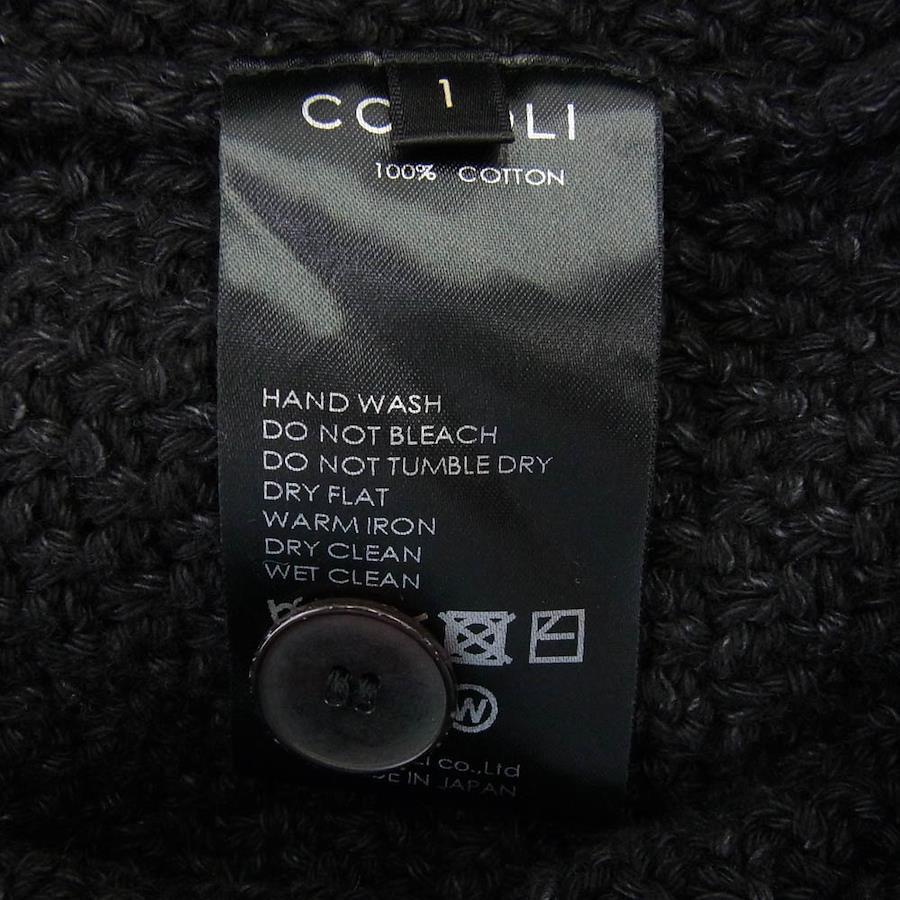 1
100% COTTON
HAND WASH
DO NOT BLEACH
DO NOT TUMBLE DRY
DRY FLAT
WARM IRON
DRY CLEAN
WET CLEAN
W
co.,Ltd
IN JAPAN